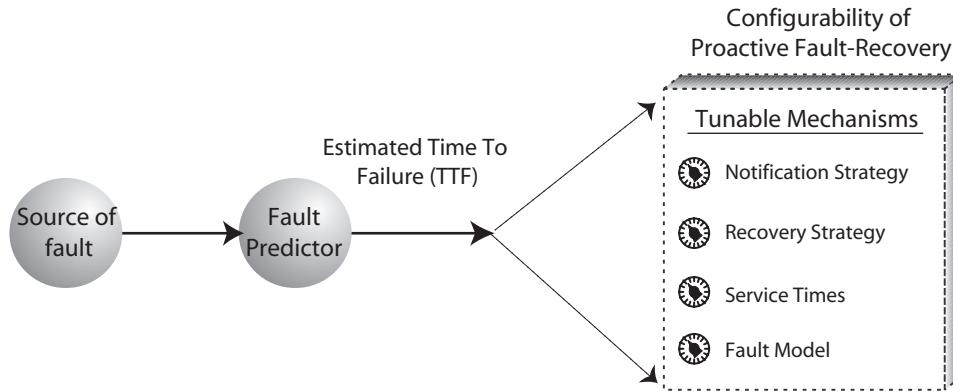 Configurability of
Proactive Fault-Recovery
Tunable Mechanisms
Estimated Time To
Failure (TTF)
Notification Strategy
Source of
fault
Fault
Predictor
Recovery Strategy
Service Times
Fault Model